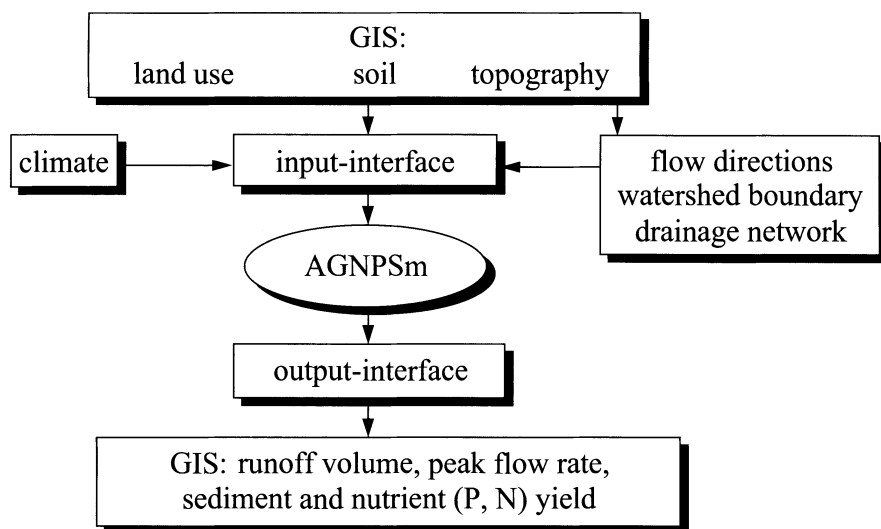 GIS:
land use soil topography
climate
input-interface
flow directions
watershed boundary
drainage network
AGNPSm
output-interface
GIS: runoff volume, peak flow rate,
sediment and nutrient (P, N) yield